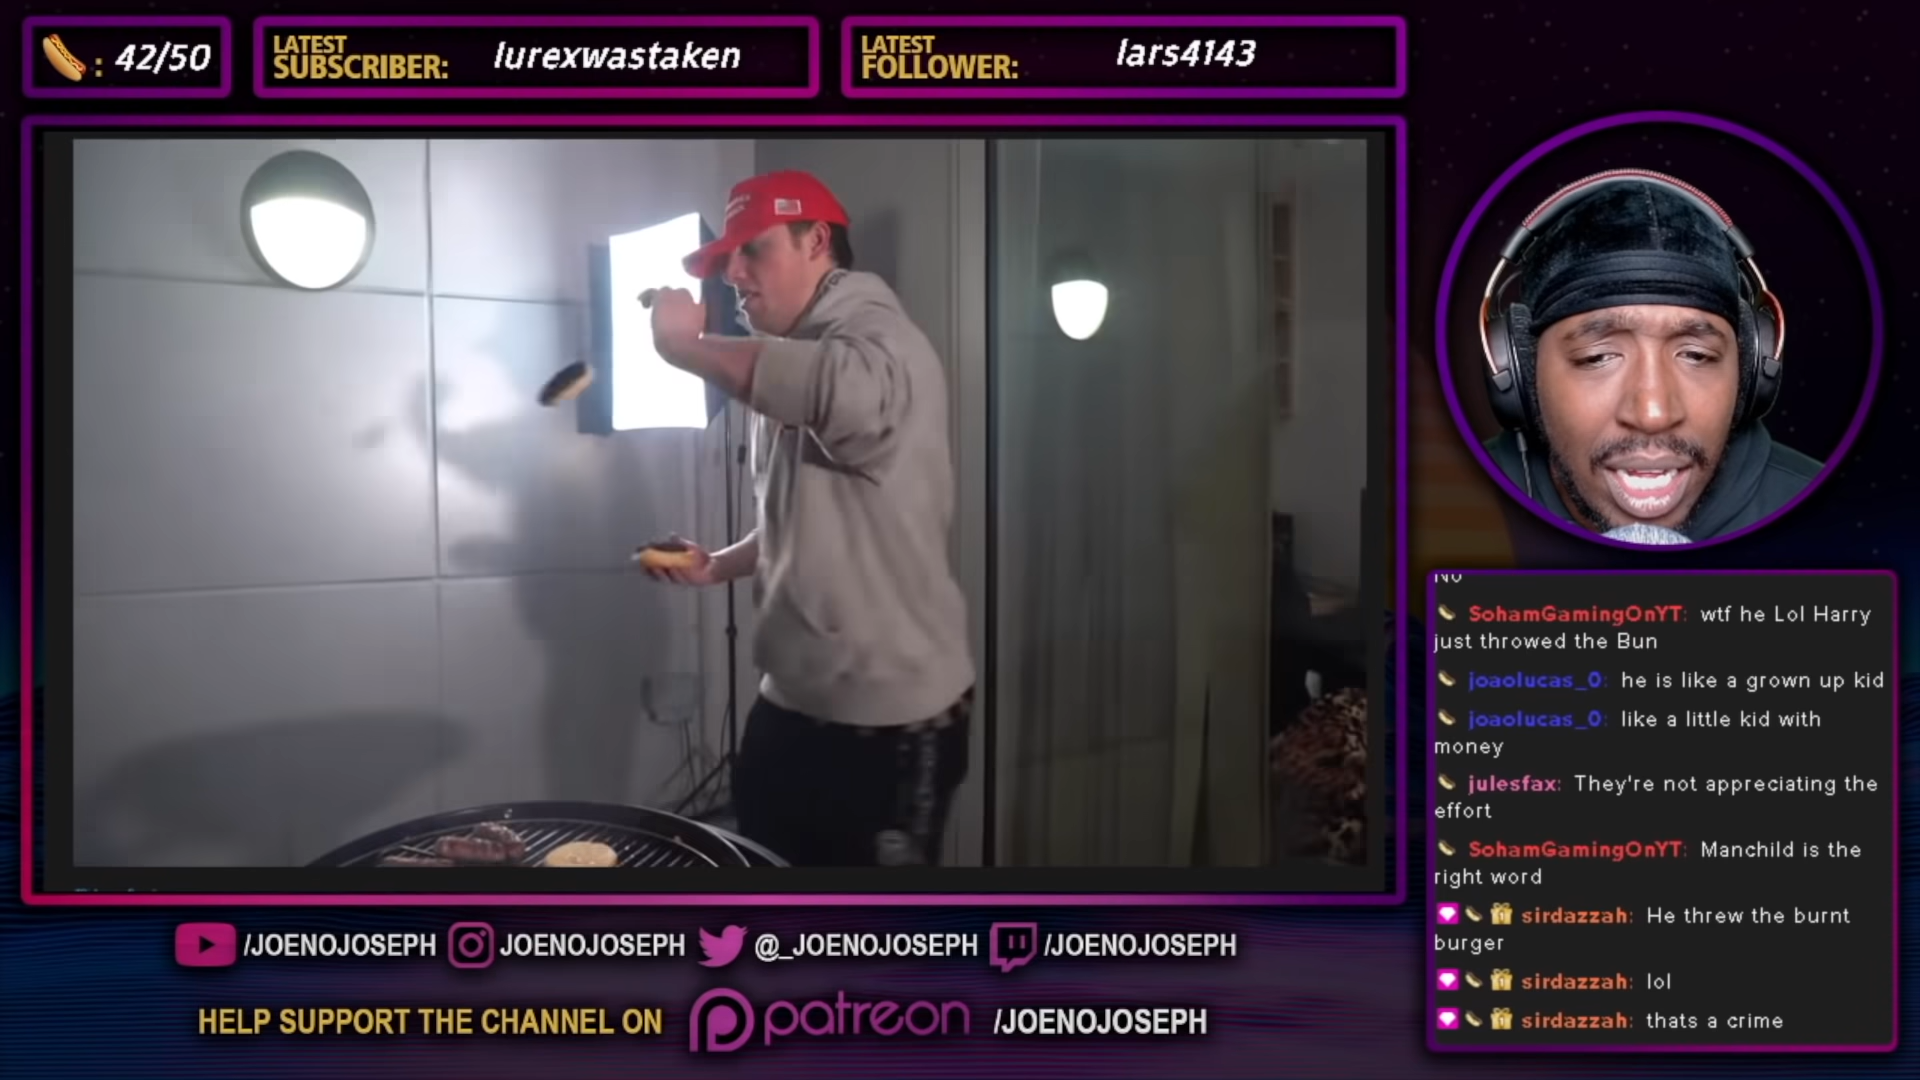 : 42/50
LATEST
SUBSCRIBER:
lurexwastaken
LATEST
FOLLOWER:
lars4143
No
SohamGamingOnYT: wtf he Lol Harry
just throwed the Bun
joaolucas_0: he is like a grown up kid
joaolucas_0: like a little kid with
money
julesfax: They're not appreciating the
effort
SohamGamingOnYT: Manchild is the
right word
sirdazzah: He threw the burnt
burger
sirdazzah: lol
sirdazzah: thats a crime
/JOENOJOSEPH
JOENOJOSEPH
@_JOENOJOSEPH
/JOENOJOSEPH
HELP SUPPORT THE CHANNEL ON
patreon
/JOENOJOSEPH